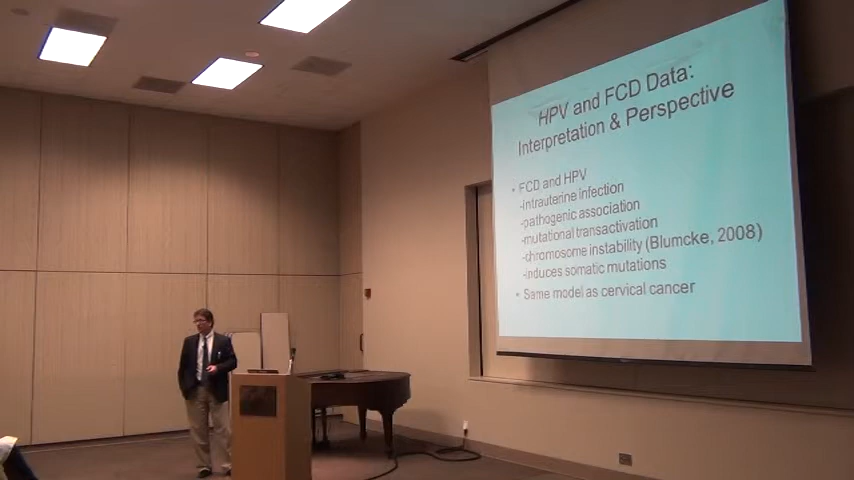 HPV and FCD Data:
Interpretation & Perspective
• FCD and HPV
-intrauterine infection
-pathogenic association
-mutational transactivation
-chromosome instability (Blumcke, 2008)
-induces somatic mutations
• Same model as cervical cancer